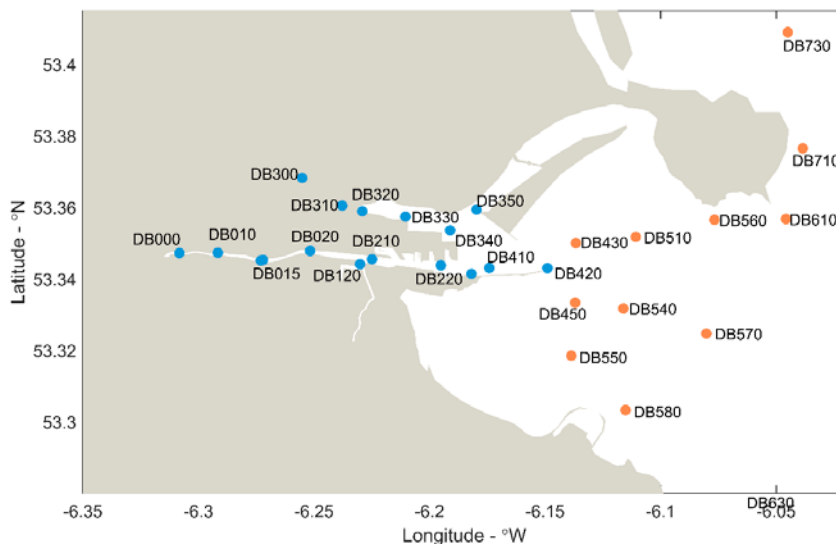 53.4
53.38
53.36
53.34
53.32
53.3
Latitude - °N
DB730
DB710
DB300
DB320
DB310
DB350
DB330
DB000
DB010
DB020
DB210
DB340
DB560
DB610
DB430
DB510
DB015
DB120
DB220
DB410
DB420
DB450
DB540
DB570
DB550
DB580
DB630
-6.35
-6.3
-6.25
-6.2
-6.15
-6.1
-6.05
Longitude - °W